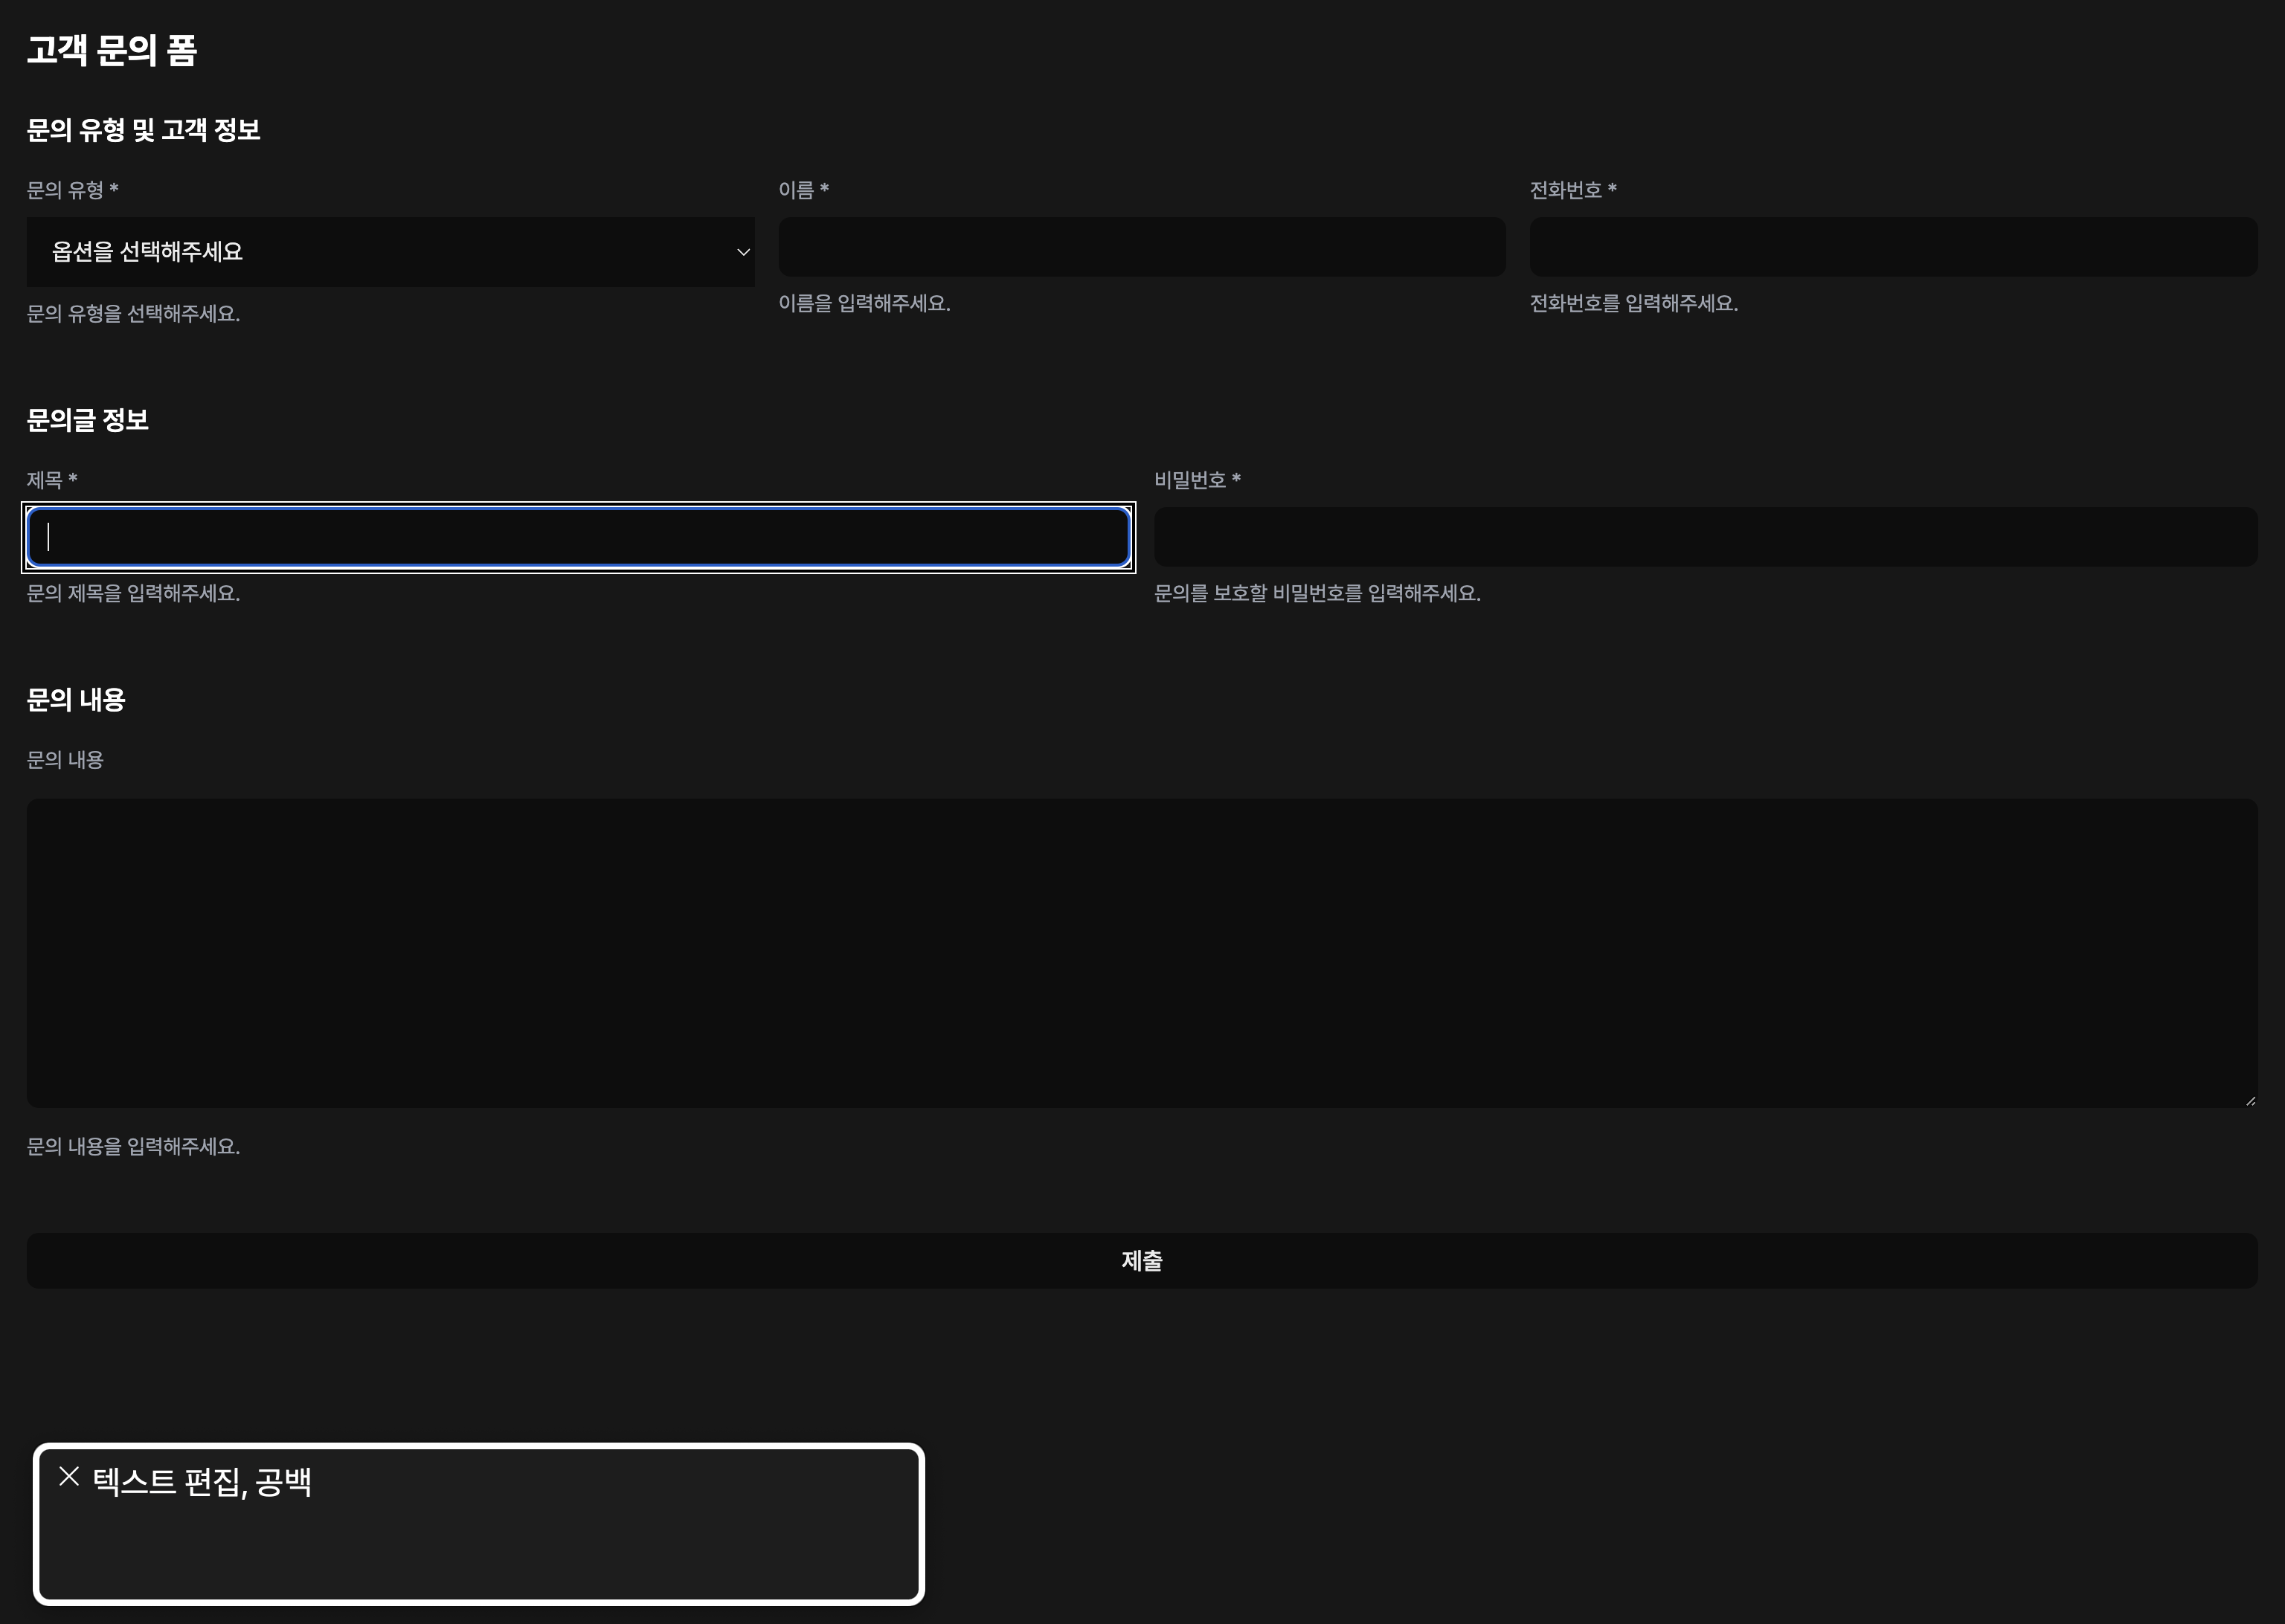 고객 문의 폼
문의 유형 및 고객 정보
문의 유형 *
이름 *
전화번호 *
옵션을 선택해주세요
문의 유형을 선택해주세요.
이름을 입력해주세요.
전화번호를 입력해주세요.
문의글 정보
제목 *
비밀번호 *
문의 제목을 입력해주세요.
문의를 보호할 비밀번호를 입력해주세요.
문의 내용
문의 내용
문의 내용을 입력해주세요.
제출
텍스트 편집, 공백